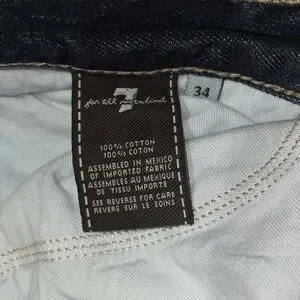 7
for all mankind
34
100% COTTON
100% COTON
ASSEMBLED IN MEXICO
OF IMPORTED FABRIC
ASSEMBLÉS AU MEXIQUE
DE TISSU IMPORTÉ
SEE REVERSE FOR CARE
REVERS SUR LE SOINS